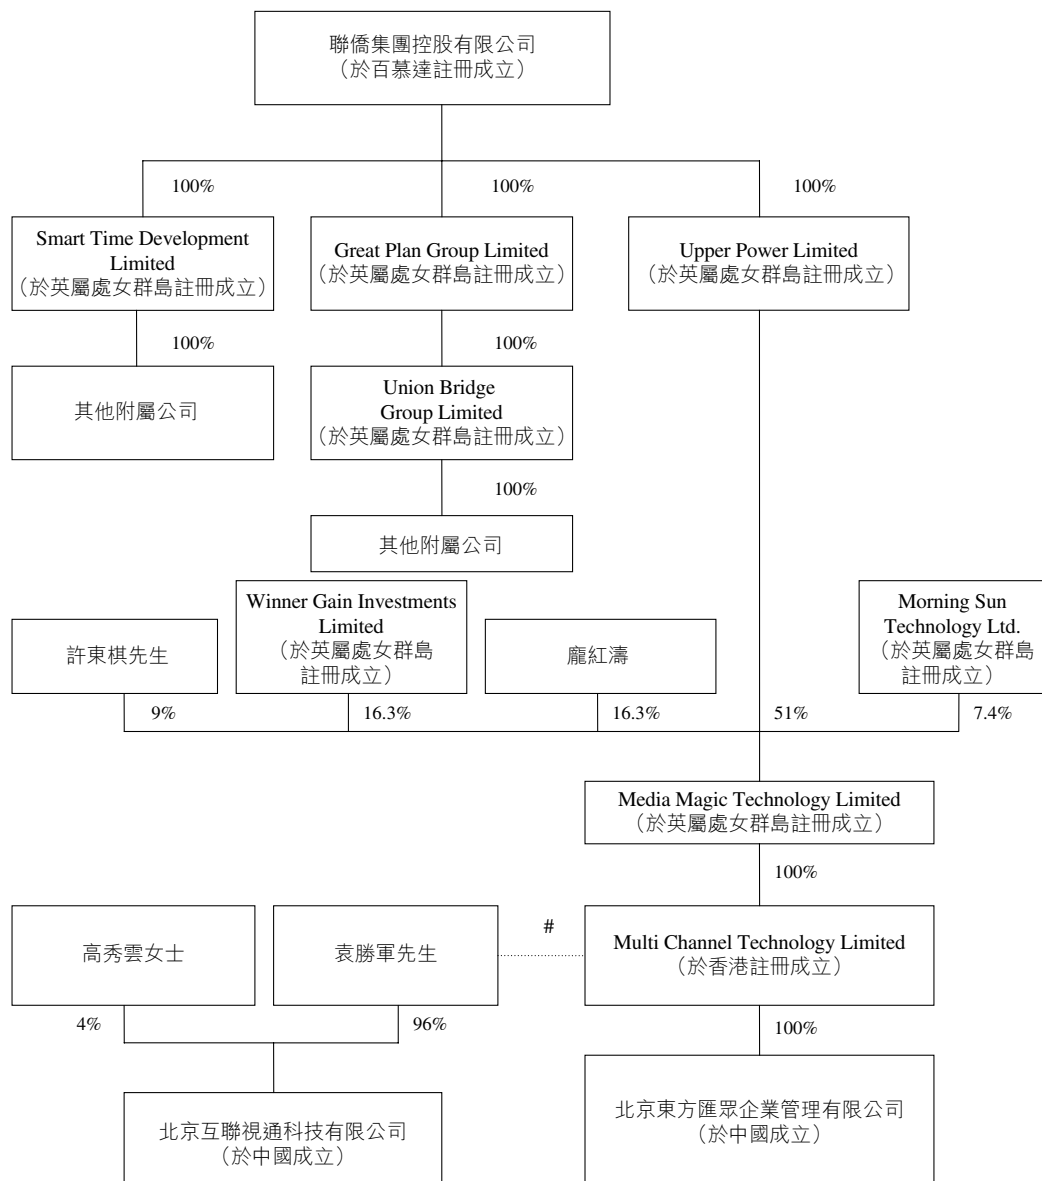 聯僑集團控股有限公司
（於百慕達註冊成立）
100%
100%
100%
Smart Time Development
Limited
（於英屬處女群島註冊成立）
Great Plan Group Limited
（於英屬處女群島註冊成立）
Upper Power Limited
（於英屬處女群島註冊成立）
100%
100%
其他附屬公司
Union Bridge
Group Limited
（於英屬處女群島註冊成立）
100%
其他附屬公司
許東棋先生
Winner Gain Investments
Limited
（於英屬處女群島
註冊成立）
龐紅濤
Morning Sun
Technology Ltd.
（於英屬處女群島
註冊成立）
9%
16.3%
16.3%
51%
7.4%
Media Magic Technology Limited
（於英屬處女群島註冊成立）
100%
高秀雲女士
袁勝軍先生
#
Multi Channel Technology Limited
（於香港註冊成立）
4%
96%
100%
北京互聯視通科技有限公司
（於中國成立）
北京東方匯眾企業管理有限公司
（於中國成立）